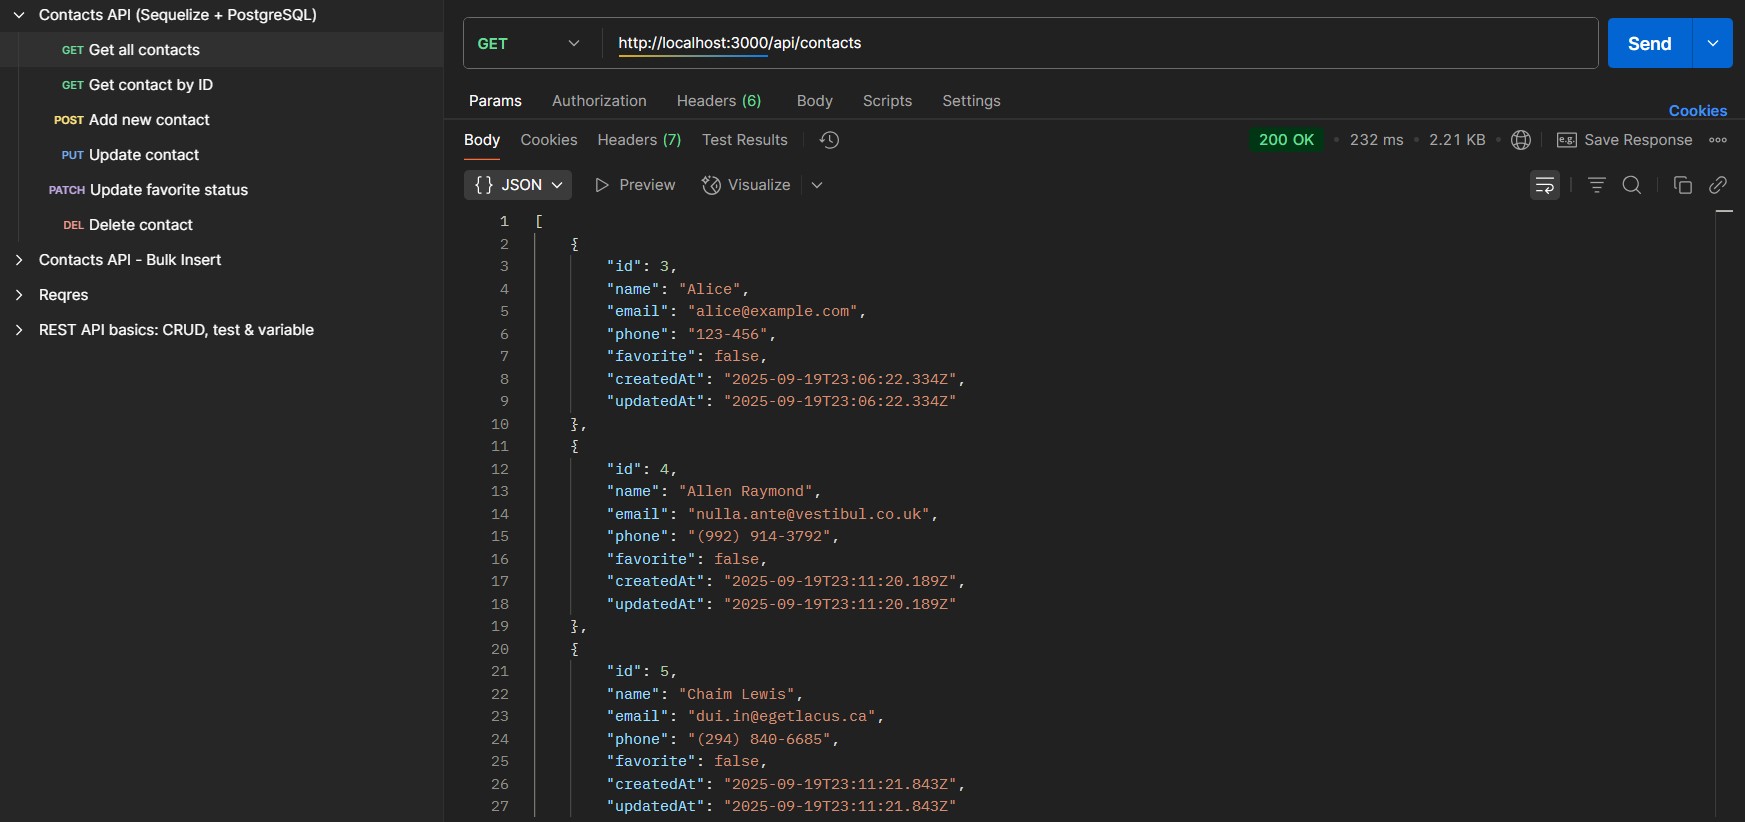 Contacts API (Sequelize + PostgreSQL)
GET Get all contacts
GET Get contact by ID
POST Add new contact
PUT Update contact
PATCH Update favorite status
DEL Delete contact
Contacts API - Bulk Insert
Reqres
REST API basics: CRUD, test & variable
GET http://localhost:3000/api/contacts Send
Params Authorization Headers (6) Body Scripts Settings Cookies
Body Cookies Headers (7) Test Results 200 OK • 232 ms • 2.21 KB • e.g. Save Response
{} JSON Preview Visualize
1 [
2 {
3 "id": 3,
4 "name": "Alice",
5 "email": "alice@example.com",
6 "phone": "123-456",
7 "favorite": false,
8 "createdAt": "2025-09-19T23:06:22.334Z",
9 "updatedAt": "2025-09-19T23:06:22.334Z"
10 },
11 {
12 "id": 4,
13 "name": "Allen Raymond",
14 "email": "nulla.ante@vestibul.co.uk",
15 "phone": "(992) 914-3792",
16 "favorite": false,
17 "createdAt": "2025-09-19T23:11:20.189Z",
18 "updatedAt": "2025-09-19T23:11:20.189Z"
19 },
20 {
21 "id": 5,
22 "name": "Chaim Lewis",
23 "email": "dui.in@egetlacus.ca",
24 "phone": "(294) 840-6685",
25 "favorite": false,
26 "createdAt": "2025-09-19T23:11:21.843Z",
27 "updatedAt": "2025-09-19T23:11:21.843Z"